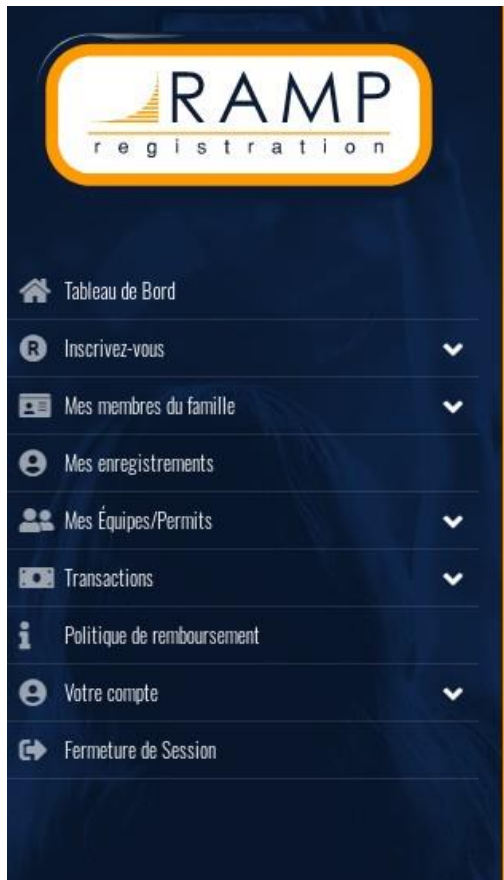 RAMP
registration
Tableau de Bord
R Inscrivez-vous
Mes membres du famille
Mes enregistrements
Mes Équipes/Permits
Transactions
Politique de remboursement
Votre compte
Fermeture de Session